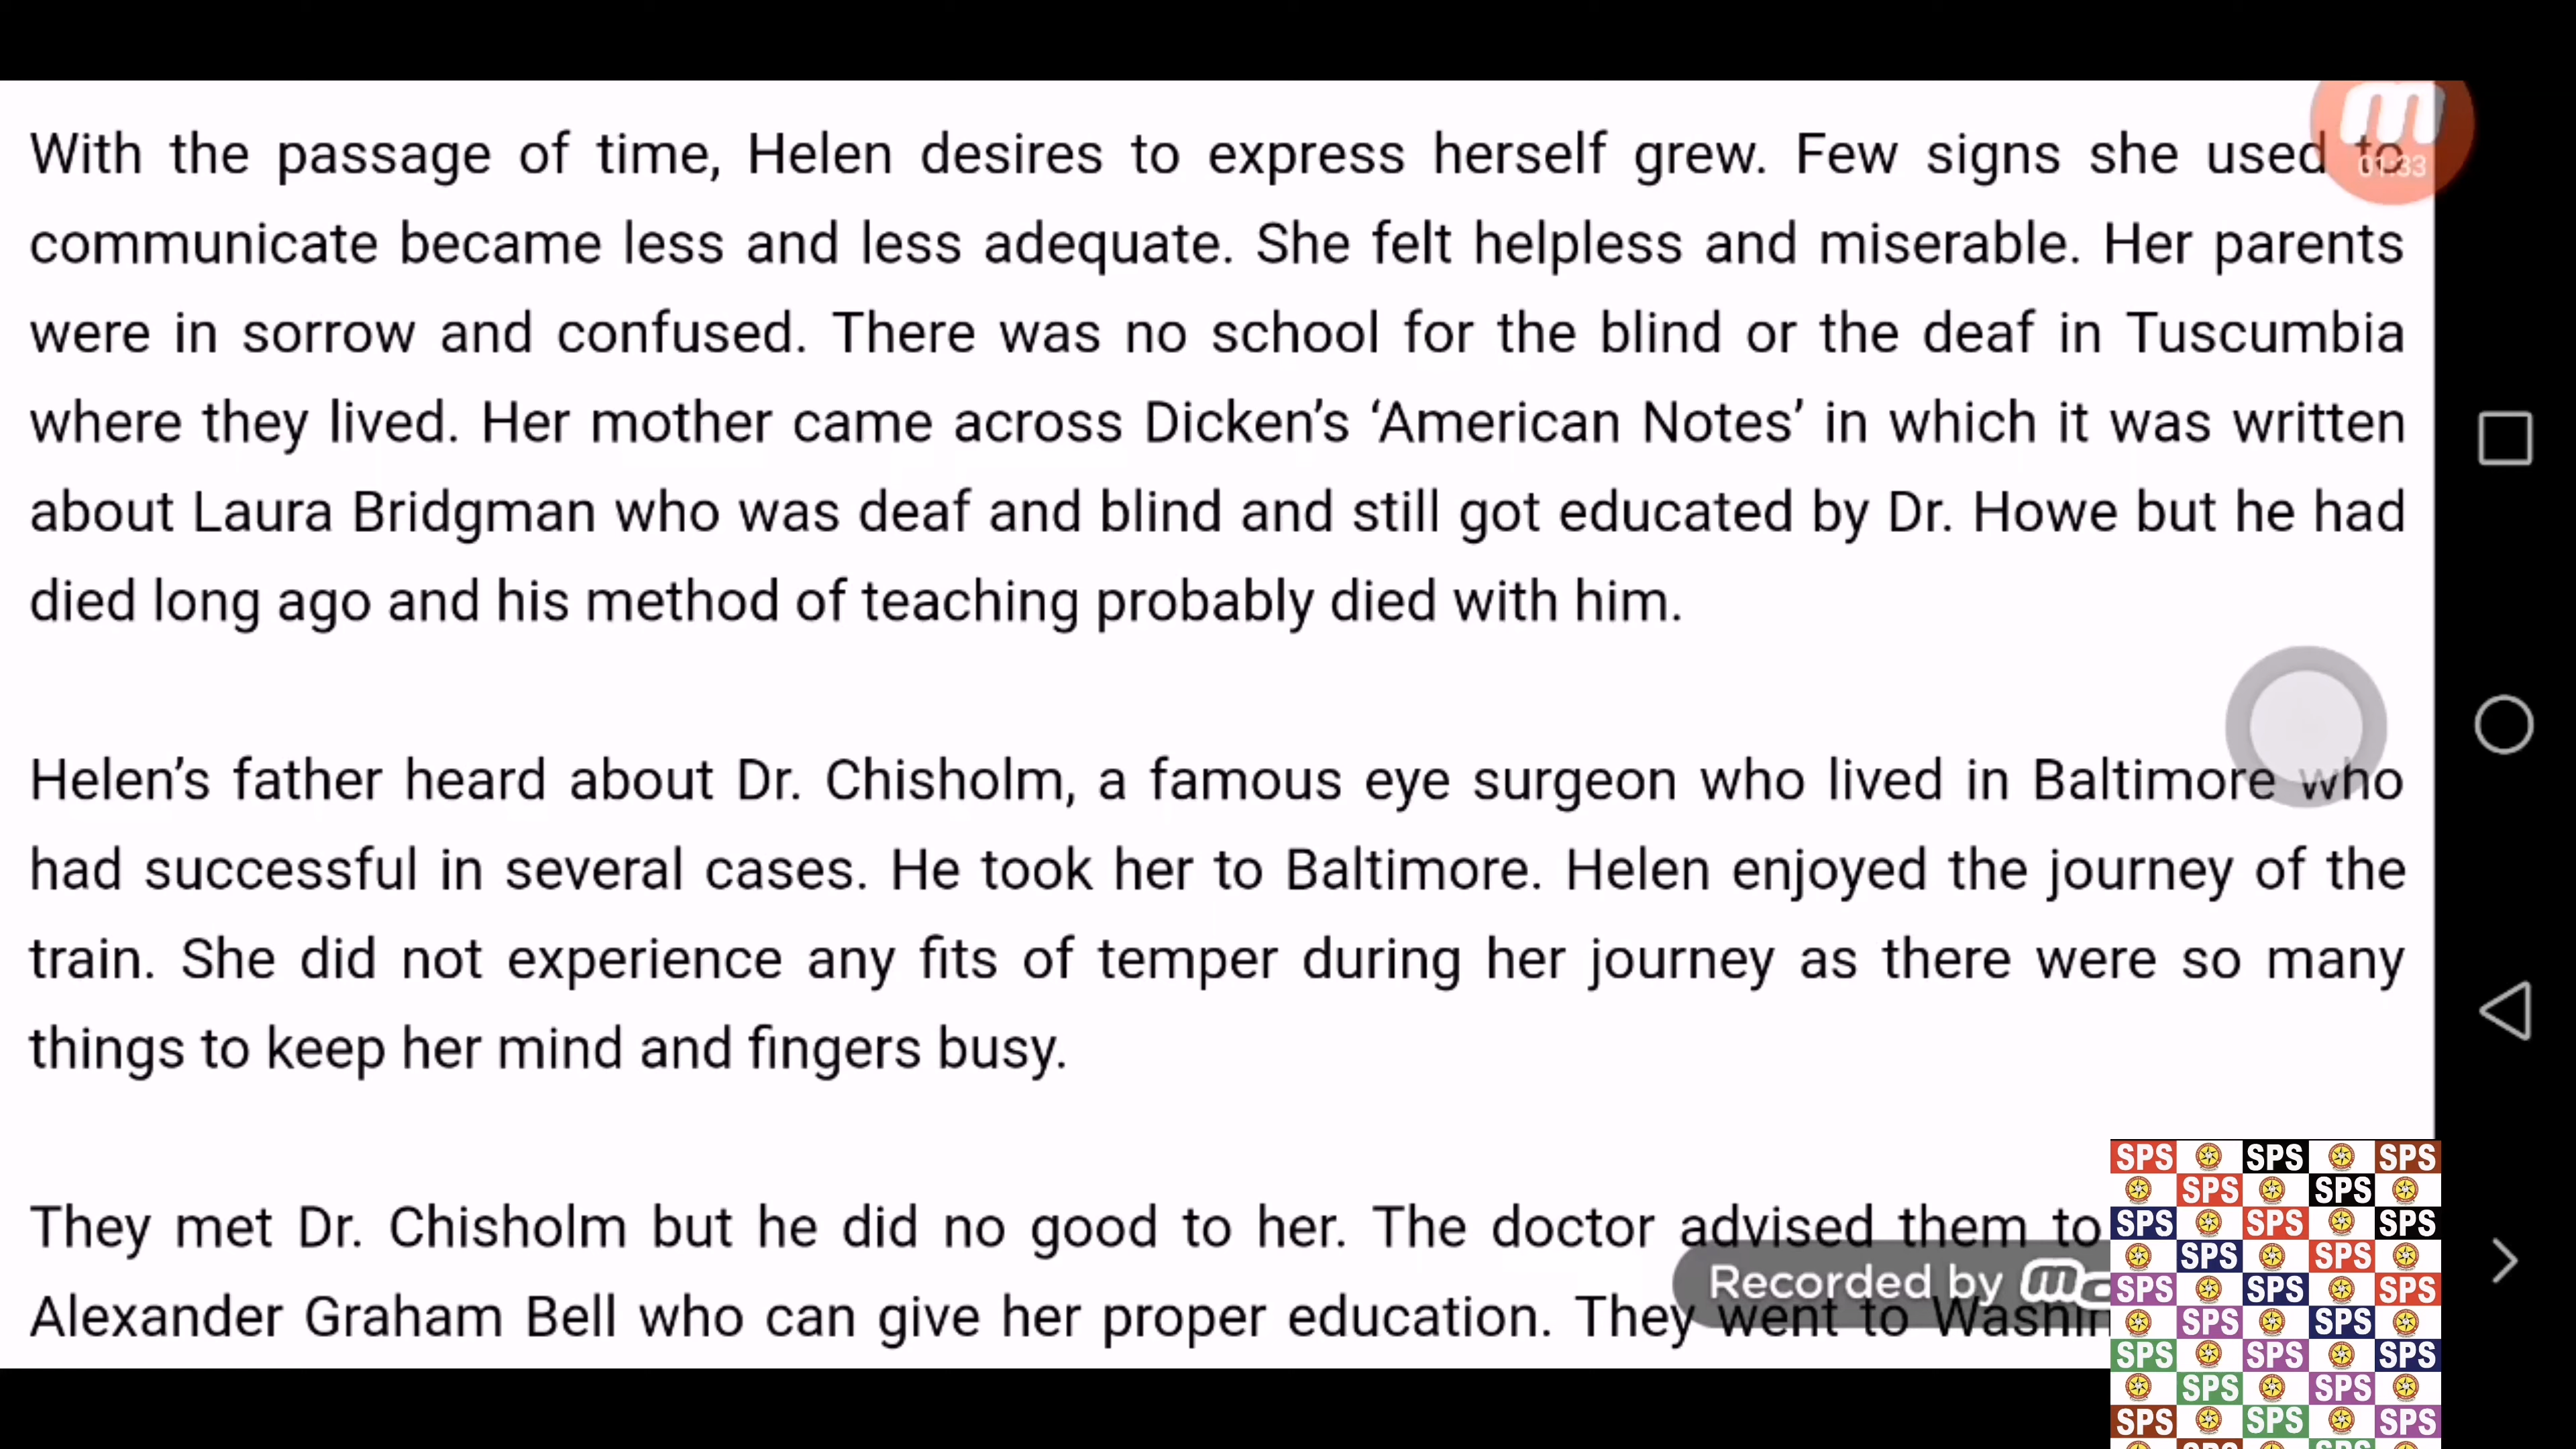 With the passage of time, Helen desires to express herself grew. Few signs she used to
01:33
communicate became less and less adequate. She felt helpless and miserable. Her parents
were in sorrow and confused. There was no school for the blind or the deaf in Tuscumbia
where they lived. Her mother came across Dicken's ‘American Notes’ in which it was written
about Laura Bridgman who was deaf and blind and still got educated by Dr. Howe but he had
died long ago and his method of teaching probably died with him.
Helen’s father heard about Dr. Chisholm, a famous eye surgeon who lived in Baltimore who
had successful in several cases. He took her to Baltimore. Helen enjoyed the journey of the
train. She did not experience any fits of temper during her journey as there were so many
things to keep her mind and fingers busy.
They met Dr. Chisholm but he did no good to her. The doctor advised them to
Recorded by
Alexander Graham Bell who can give her proper education. They went to
SPS SPS SPS
SPS SPS
SPS SPS SPS
SPS SPS
SPS SPS SPS
SPS SPS
SPS SPS SPS
SPS SPS
SPS SPS SPS